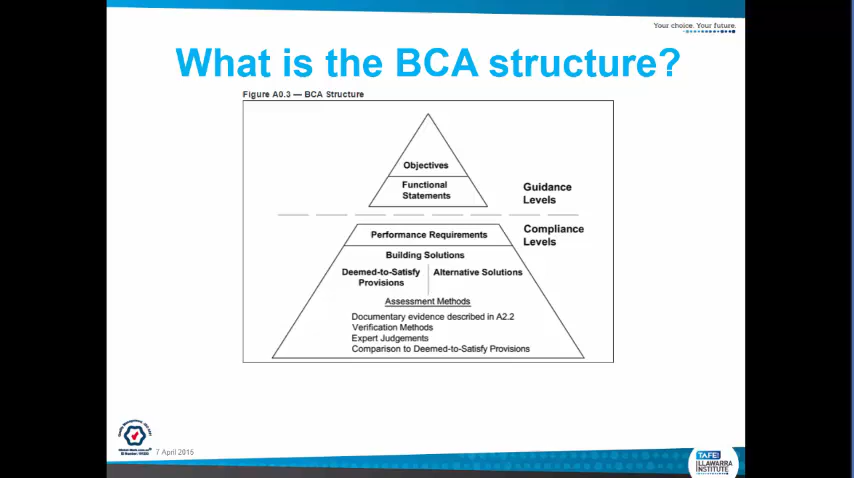 Your choice. Your future.
What is the BCA structure?
Figure A0.3 — BCA Structure
Objectives
Functional
Statements
Guidance
Levels
Performance Requirements
Compliance
Levels
Building Solutions
Deemed-to-Satisfy
Provisions
Alternative Solutions
Assessment Methods
Documentary evidence described in A2.2
Verification Methods
Expert Judgements
Comparison to Deemed-to-Satisfy Provisions
7 April 2015
TAFE
ILLAWARRA
INSTITUTE